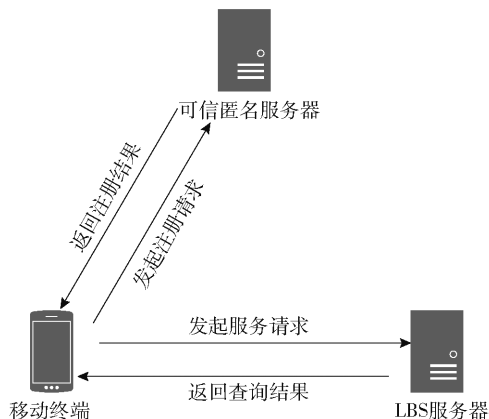 可信匿名服务器
返回注册结果
发起注册请求
发起服务请求
返回查询结果
移动终端
LBS服务器